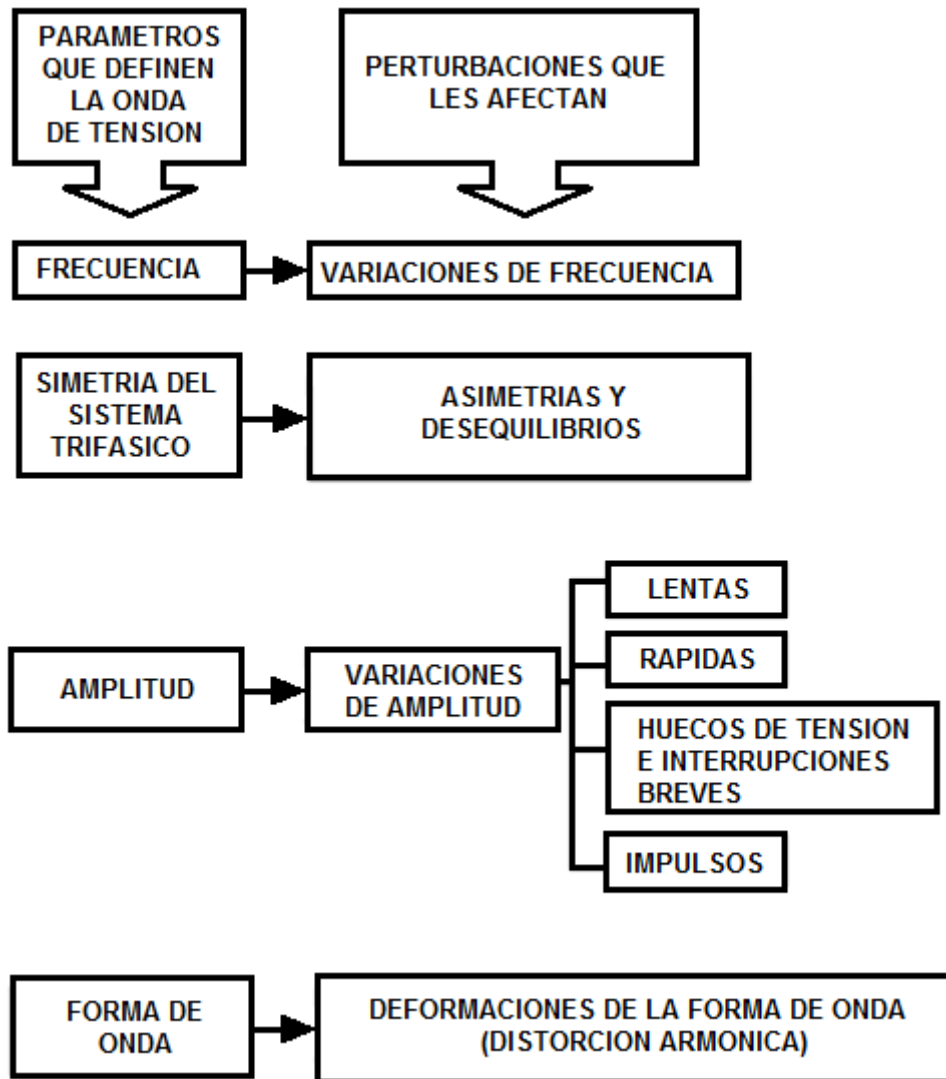 PARAMETROS
QUE DEFINEN
LA ONDA
DE TENSION
PERTURBACIONES QUE
LES AFECTAN
FRECUENCIA
VARIACIONES DE FRECUENCIA
SIMETRIA DEL
SISTEMA
TRIFASICO
ASIMETRIAS Y
DESEQUILIBRIOS
AMPLITUD
VARIACIONES
DE AMPLITUD
LENTAS
RAPIDAS
HUECOS DE TENSION
E INTERRUPCIONES
BREVES
IMPULSOS
FORMA DE
ONDA
DEFORMACIONES DE LA FORMA DE ONDA
(DISTORCION ARMONICA)